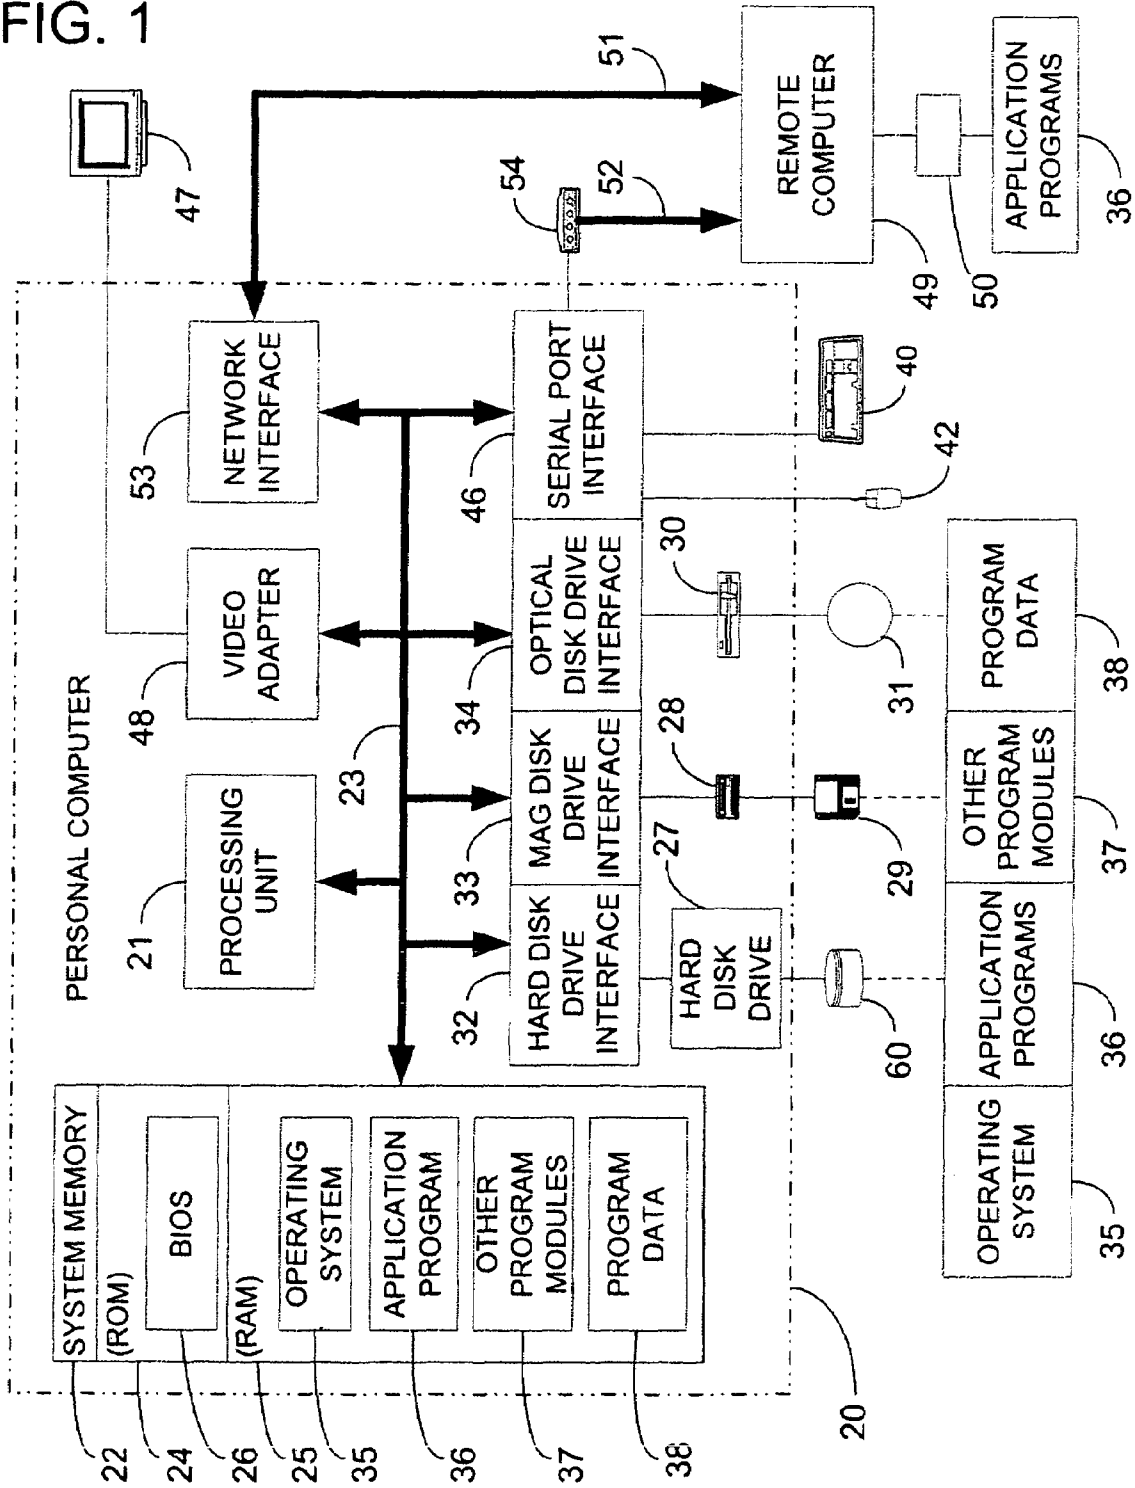 FIG. 1
PERSONAL COMPUTER
SYSTEM MEMORY
(ROM)
BIOS
(RAM)
OPERATING
SYSTEM
APPLICATION
PROGRAM
OTHER
PROGRAM
MODULES
PROGRAM
DATA
22
24
26
25
35
36
37
38
20
PROCESSING
UNIT
21
VIDEO
ADAPTER
48
NETWORK
INTERFACE
53
47
23
HARD DISK
DRIVE
INTERFACE
32
MAG DISK
DRIVE
INTERFACE
33
OPTICAL
DISK DRIVE
INTERFACE
34
SERIAL PORT
INTERFACE
46
HARD
DISK
DRIVE
27
28
30
60
29
31
42
40
54
52
51
REMOTE
COMPUTER
49
50
APPLICATION
PROGRAMS
36
OPERATING
SYSTEM
35
APPLICATION
PROGRAMS
36
OTHER
PROGRAM
MODULES
37
PROGRAM
DATA
38